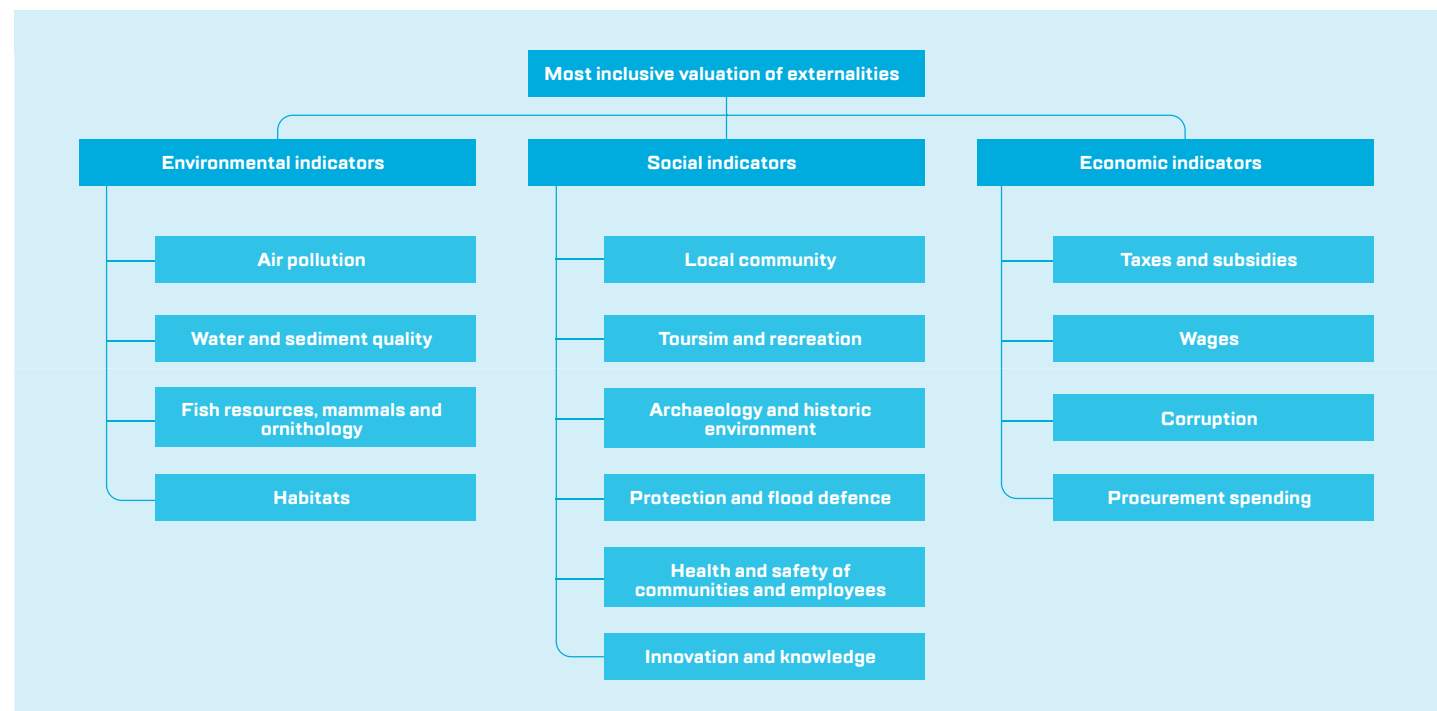 Most inclusive valuation of externalities
Environmental indicators
Air pollution
Water and sediment quality
Fish resources, mammals and
ornithology
Habitats
Social indicators
Local community
Toursim and recreation
Archaeology and historic
environment
Protection and flood defence
Health and safety of
communities and employees
Innovation and knowledge
Economic indicators
Taxes and subsidies
Wages
Corruption
Procurement spending